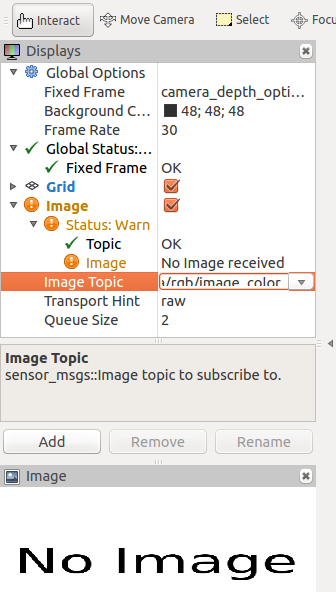 Interact Move Camera Select Focu
Displays
Global Options
Fixed Frame camera_depth_opti...
Background C... 48; 48; 48
Frame Rate 30
Global Status:...
Fixed Frame OK
Grid
Image
Status: Warn
Topic OK
Image No Image received
Image Topic a/rgb/image_color
Transport Hint raw
Queue Size 2
Image Topic
sensor_msgs::Image topic to subscribe to.
Add Remove Rename
Image
No Image